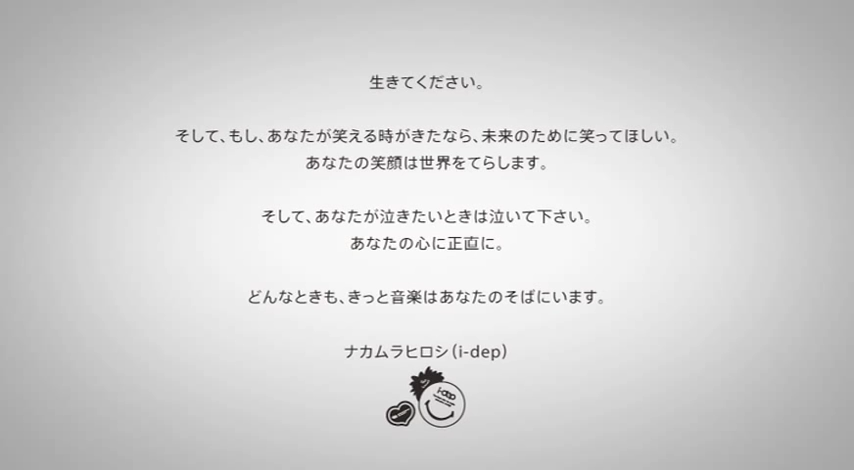 生きてください。
そして、もし、あなたが笑える時がきたなら、未来のために笑ってほしい。
あなたの笑顔は世界をてらします。
そして、あなたが泣きたいときは泣いて下さい。
あなたの心に正直に。
どんなときも、きっと音楽はあなたのそばにいます。
ナカムラヒロシ(i-dep)
i-dep